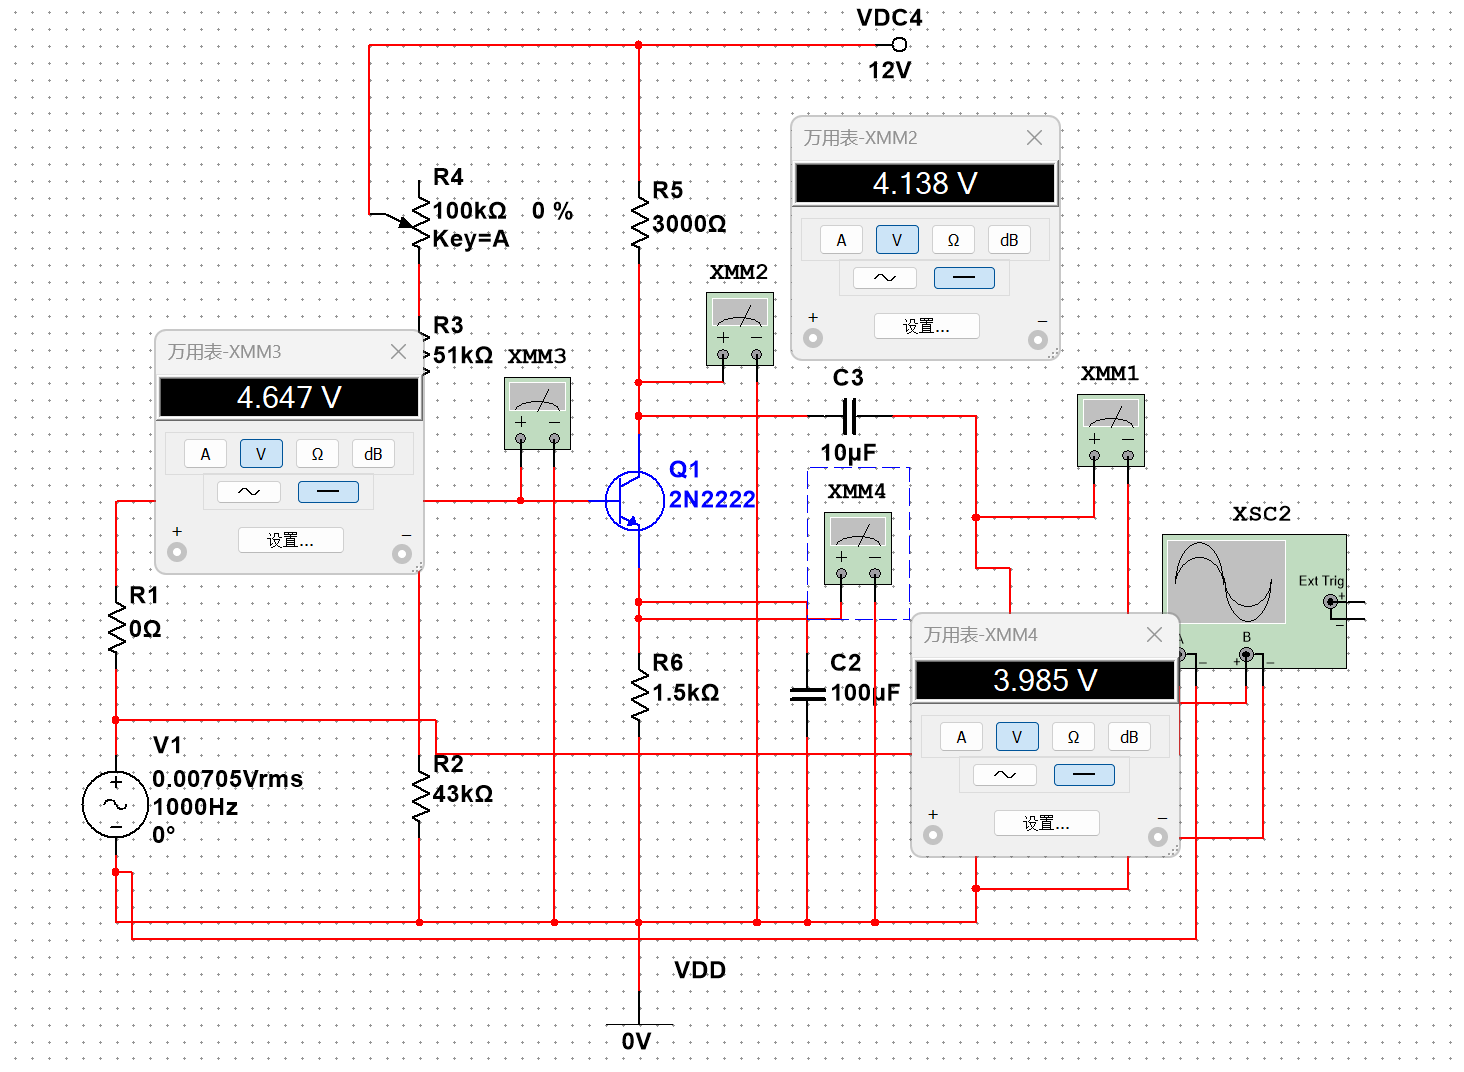 VDC4
12V
万用表-XMM2
4.138 V
A V Ω dB
设置...
+ −
R4
100kΩ 0 %
Key=A
R5
3000Ω
XMM2
+ −
R3
51kΩ
万用表-XMM3
4.647 V
A V Ω dB
设置...
+ −
XMM3
+ −
C3
10µF
XMM1
+ −
Q1
2N2222
XMM4
+ −
XSC2
Ext Trig
+
−
A B
− + −
R1
0Ω
R6
1.5kΩ
C2
100µF
万用表-XMM4
3.985 V
A V Ω dB
设置...
+ −
V1
0.00705Vrms
1000Hz
0°
+
−
R2
43kΩ
VDD
0V